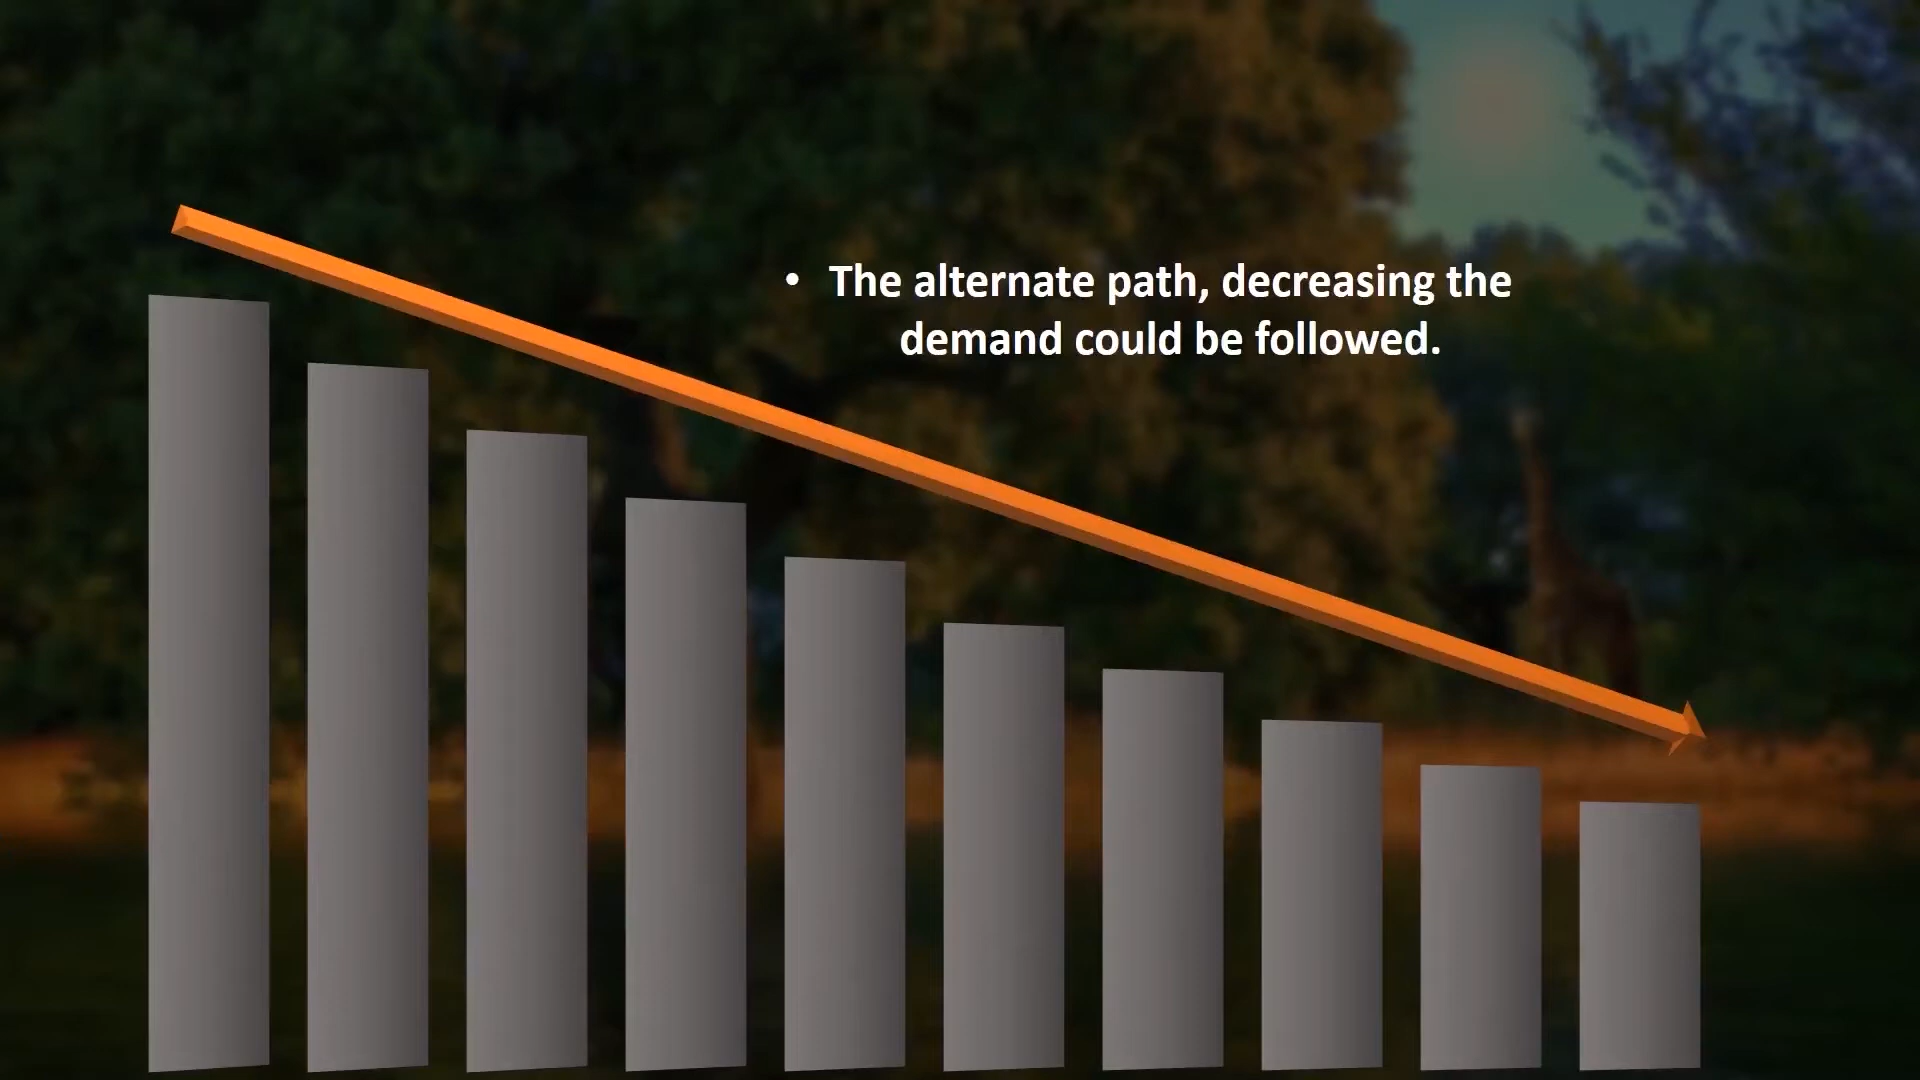 • The alternate path, decreasing the
demand could be followed.